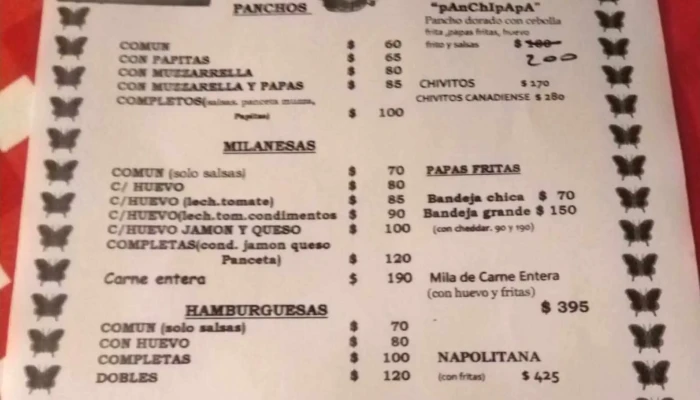 PANCHOS
COMUN $ 60
CON PAPITAS $ 65
CON MUZZARRELLA $ 80
CON MUZZARELLA Y PAPAS $ 85
COMPLETOS(salsas. panceta muzza,
Papitas) $ 100
MILANESAS
COMUN (solo salsas) $ 70
C/ HUEVO $ 80
C/HUEVO (lech.tomate) $ 85
C/HUEVO(lech.tom.condimentos $ 90
C/HUEVO JAMON Y QUESO $ 100
COMPLETAS(cond. jamon queso
Panceta) $ 120
Carne entera $ 190
HAMBURGUESAS
COMUN (solo salsas) $ 70
CON HUEVO $ 80
COMPLETAS $ 100
DOBLES $ 120
"pAnChIpApA"
Pancho dorado con cebolla
frita ,papas fritas, huevo
frito y salsas $ 180
200
CHIVITOS $ 270
CHIVITOS CANADIENSE $ 280
PAPAS FRITAS
Bandeja chica $ 70
Bandeja grande $ 150
(con cheddar. 90 y 190)
Mila de Carne Entera
(con huevo y fritas)
$ 395
NAPOLITANA
(con fritas) $ 425